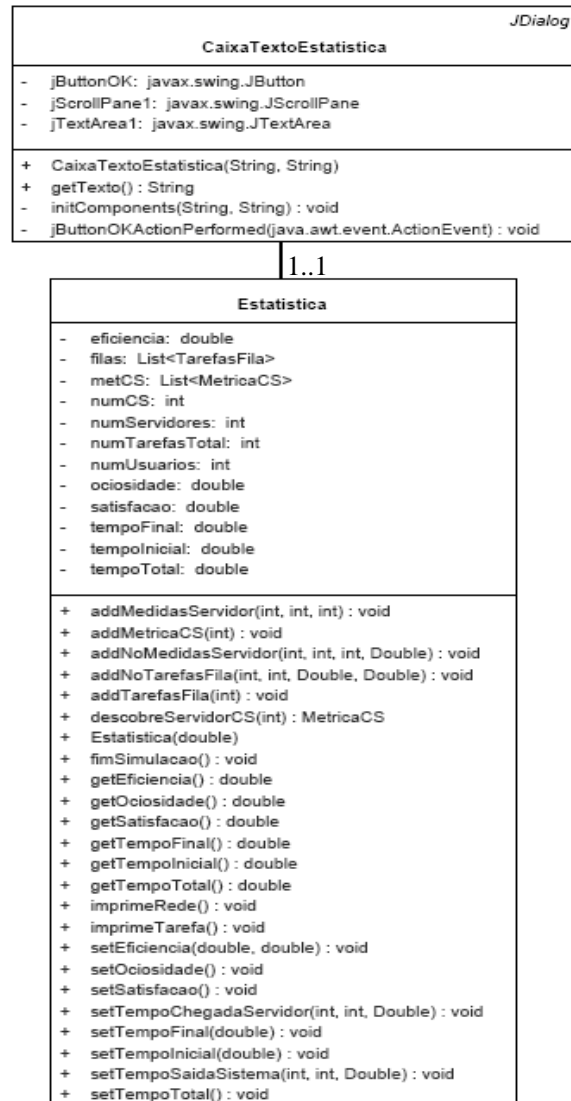 JDialog
CaixaTextoEstatistica
- jButtonOK: javax.swing.JButton
- jScrollPane1: javax.swing.JScrollPane
- jTextArea1: javax.swing.JTextArea
+ CaixaTextoEstatistica(String, String)
+ getTexto() : String
- initComponents(String, String) : void
- jButtonOKActionPerformed(java.awt.event.ActionEvent) : void
1..1
Estatistica
- eficiencia: double
- filas: List<TarefasFila>
- metCS: List<MetricaCS>
- numCS: int
- numServidores: int
- numTarefasTotal: int
- numUsuarios: int
- ociosidade: double
- satisfacao: double
- tempoFinal: double
- tempoInicial: double
- tempoTotal: double
+ addMedidasServidor(int, int, int) : void
+ addMetricaCS(int) : void
+ addNoMedidasServidor(int, int, int, Double) : void
+ addNoTarefasFila(int, int, Double, Double) : void
+ addTarefasFila(int) : void
+ descobreServidorCS(int) : MetricaCS
+ Estatistica(double)
+ fimSimulacao() : void
+ getEficiencia() : double
+ getOciosidade() : double
+ getSatisfacao() : double
+ getTempoFinal() : double
+ getTempoInicial() : double
+ getTempoTotal() : double
+ imprimeRede() : void
+ imprimeTarefa() : void
+ setEficiencia(double, double) : void
+ setOciosidade() : void
+ setSatisfacao() : void
+ setTempoChegadaServidor(int, int, Double) : void
+ setTempoFinal(double) : void
+ setTempoInicial(double) : void
+ setTempoSaidaSistema(int, int, Double) : void
+ setTempoTotal() : void